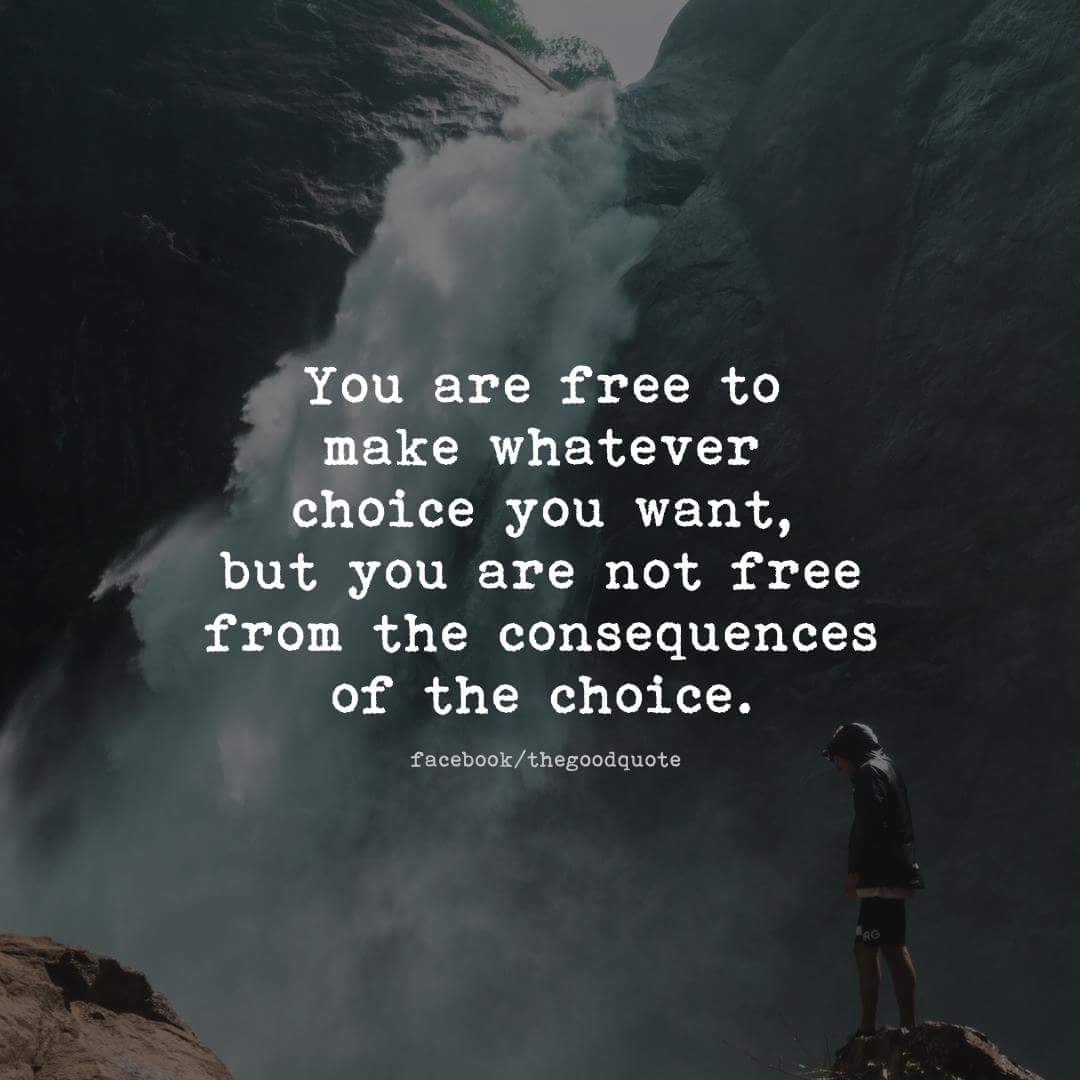 You are free to
make whatever
choice you want,
but you are not free
from the consequences
of the choice.
facebook/thegoodquote
RG